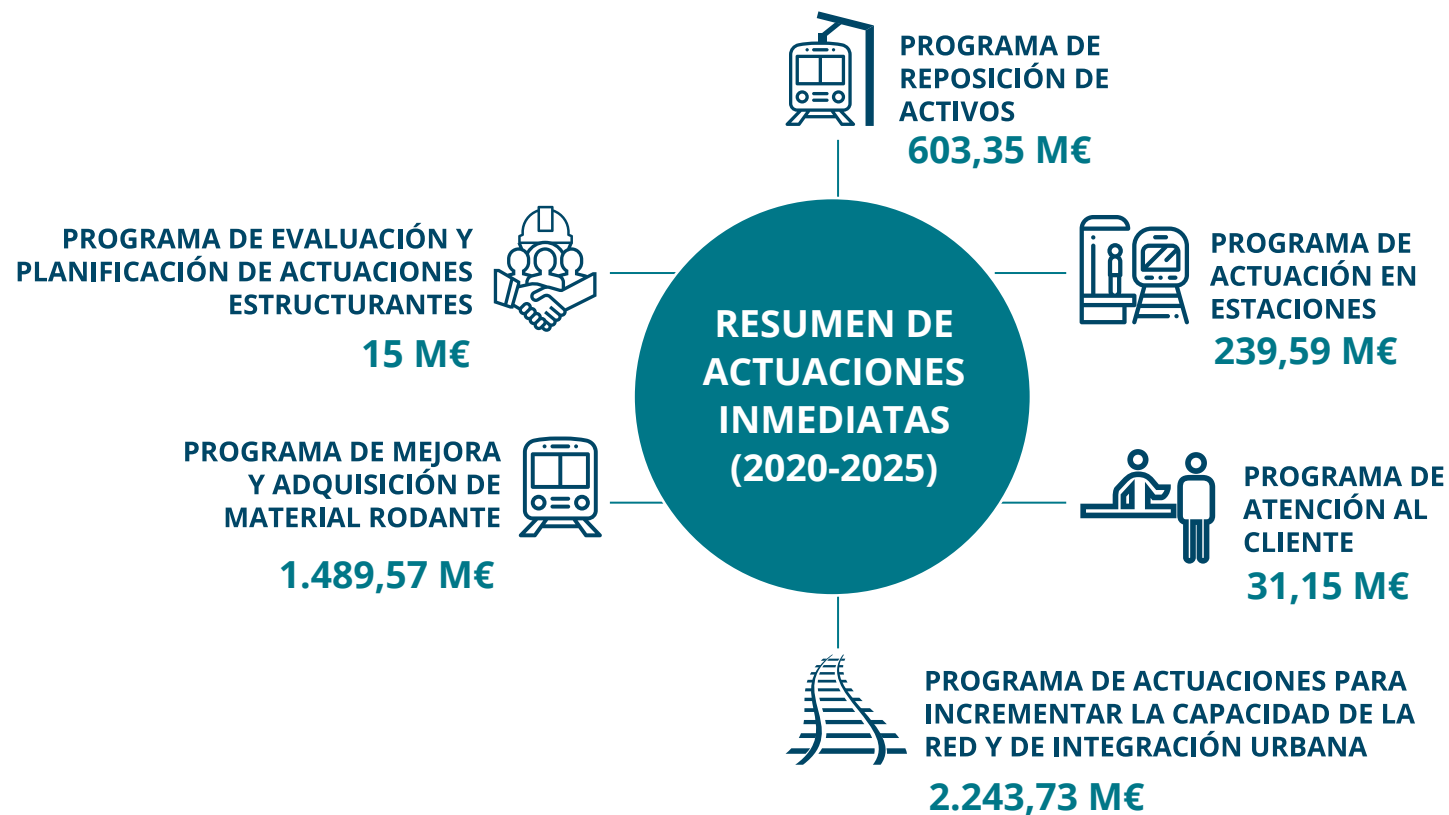 PROGRAMA DE
REPOSICIÓN DE
ACTIVOS
603,35 M€
PROGRAMA DE EVALUACIÓN Y
PLANIFICACIÓN DE ACTUACIONES
ESTRUCTURANTES
15 M€
PROGRAMA DE
ACTUACIÓN EN
ESTACIONES
239,59 M€
RESUMEN DE
ACTUACIONES
INMEDIATAS
(2020-2025)
PROGRAMA DE MEJORA
Y ADQUISICIÓN DE
MATERIAL RODANTE
1.489,57 M€
PROGRAMA DE
ATENCIÓN AL
CLIENTE
31,15 M€
PROGRAMA DE ACTUACIONES PARA
INCREMENTAR LA CAPACIDAD DE LA
RED Y DE INTEGRACIÓN URBANA
2.243,73 M€